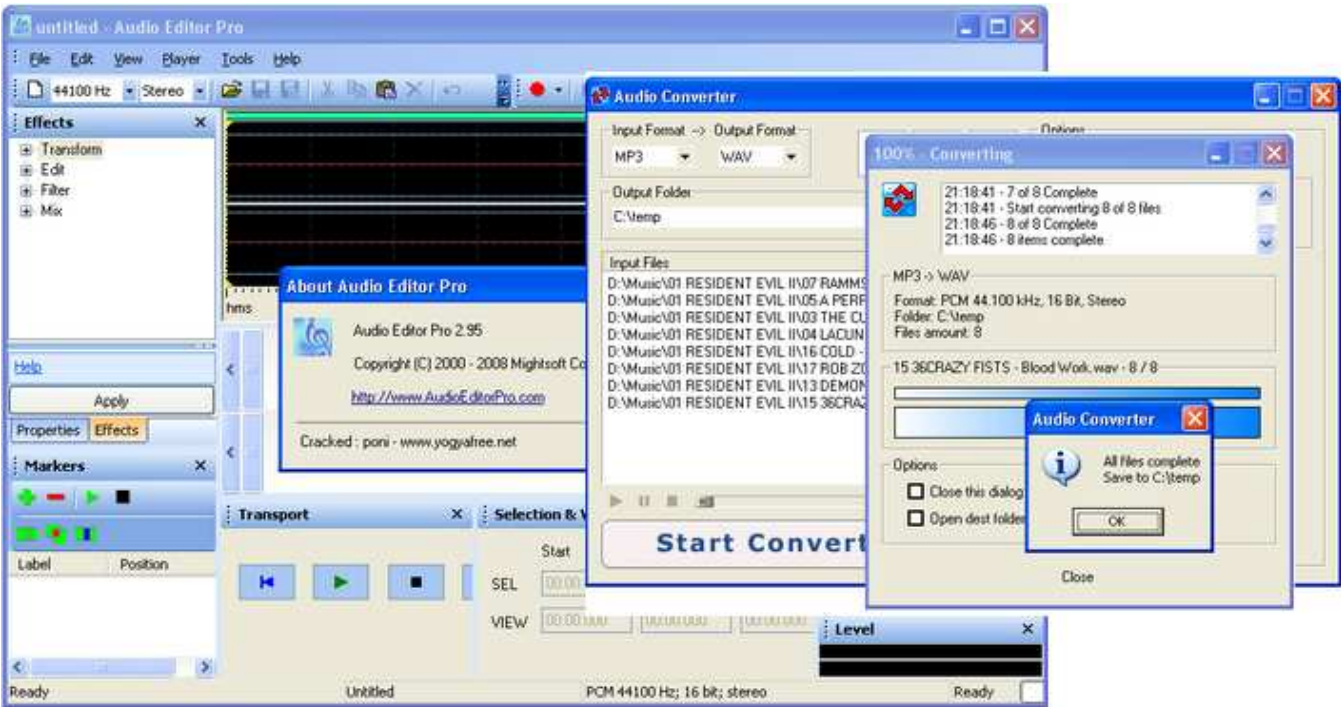 untitled - Audio Editor Pro
File Edit View Player Tools Help
44100 Hz Stereo
Effects
Transform
Edit
Filter
Mix
Help
Apply
Properties Effects
Markers
Label Position
hms
About Audio Editor Pro
Audio Editor Pro 2.95
Copyright (C) 2000 - 2008 Mightsoft Co
http://www.AudioEditorPro.com
Cracked : poni - www.yogyafree.net
Transport
Selection &
Start
SEL 00:00
VIEW 00:00:000 00:00:000 00:00:000
Level
Ready Untitled PCM 44100 Hz; 16 bit; stereo Ready
Audio Converter
Input Format --> Output Format
MP3 WAV
Options
Output Folder
C:\temp
Input Files
D:\Music\01 RESIDENT EVIL II\07 RAMMS
D:\Music\01 RESIDENT EVIL II\05 A PERF
D:\Music\01 RESIDENT EVIL II\03 THE CU
D:\Music\01 RESIDENT EVIL II\04 LACUN
D:\Music\01 RESIDENT EVIL II\16 COLD -
D:\Music\01 RESIDENT EVIL II\17 ROB ZO
D:\Music\01 RESIDENT EVIL II\13 DEMON
D:\Music\01 RESIDENT EVIL II\15 36CRAZ
Start Convert
100% - Converting
21:18:41 - 7 of 8 Complete
21:18:41 - Start converting 8 of 8 files
21:18:46 - 8 of 8 Complete
21:18:46 - 8 items complete
MP3 -> WAV
Format: PCM 44.100 kHz, 16 Bit, Stereo
Folder: C:\temp
Files amount: 8
15 36CRAZY FISTS - Blood Work.wav - 8 / 8
Options
Close this dialog
Open dest folder
Close
Audio Converter
All files complete
Save to C:\temp
OK